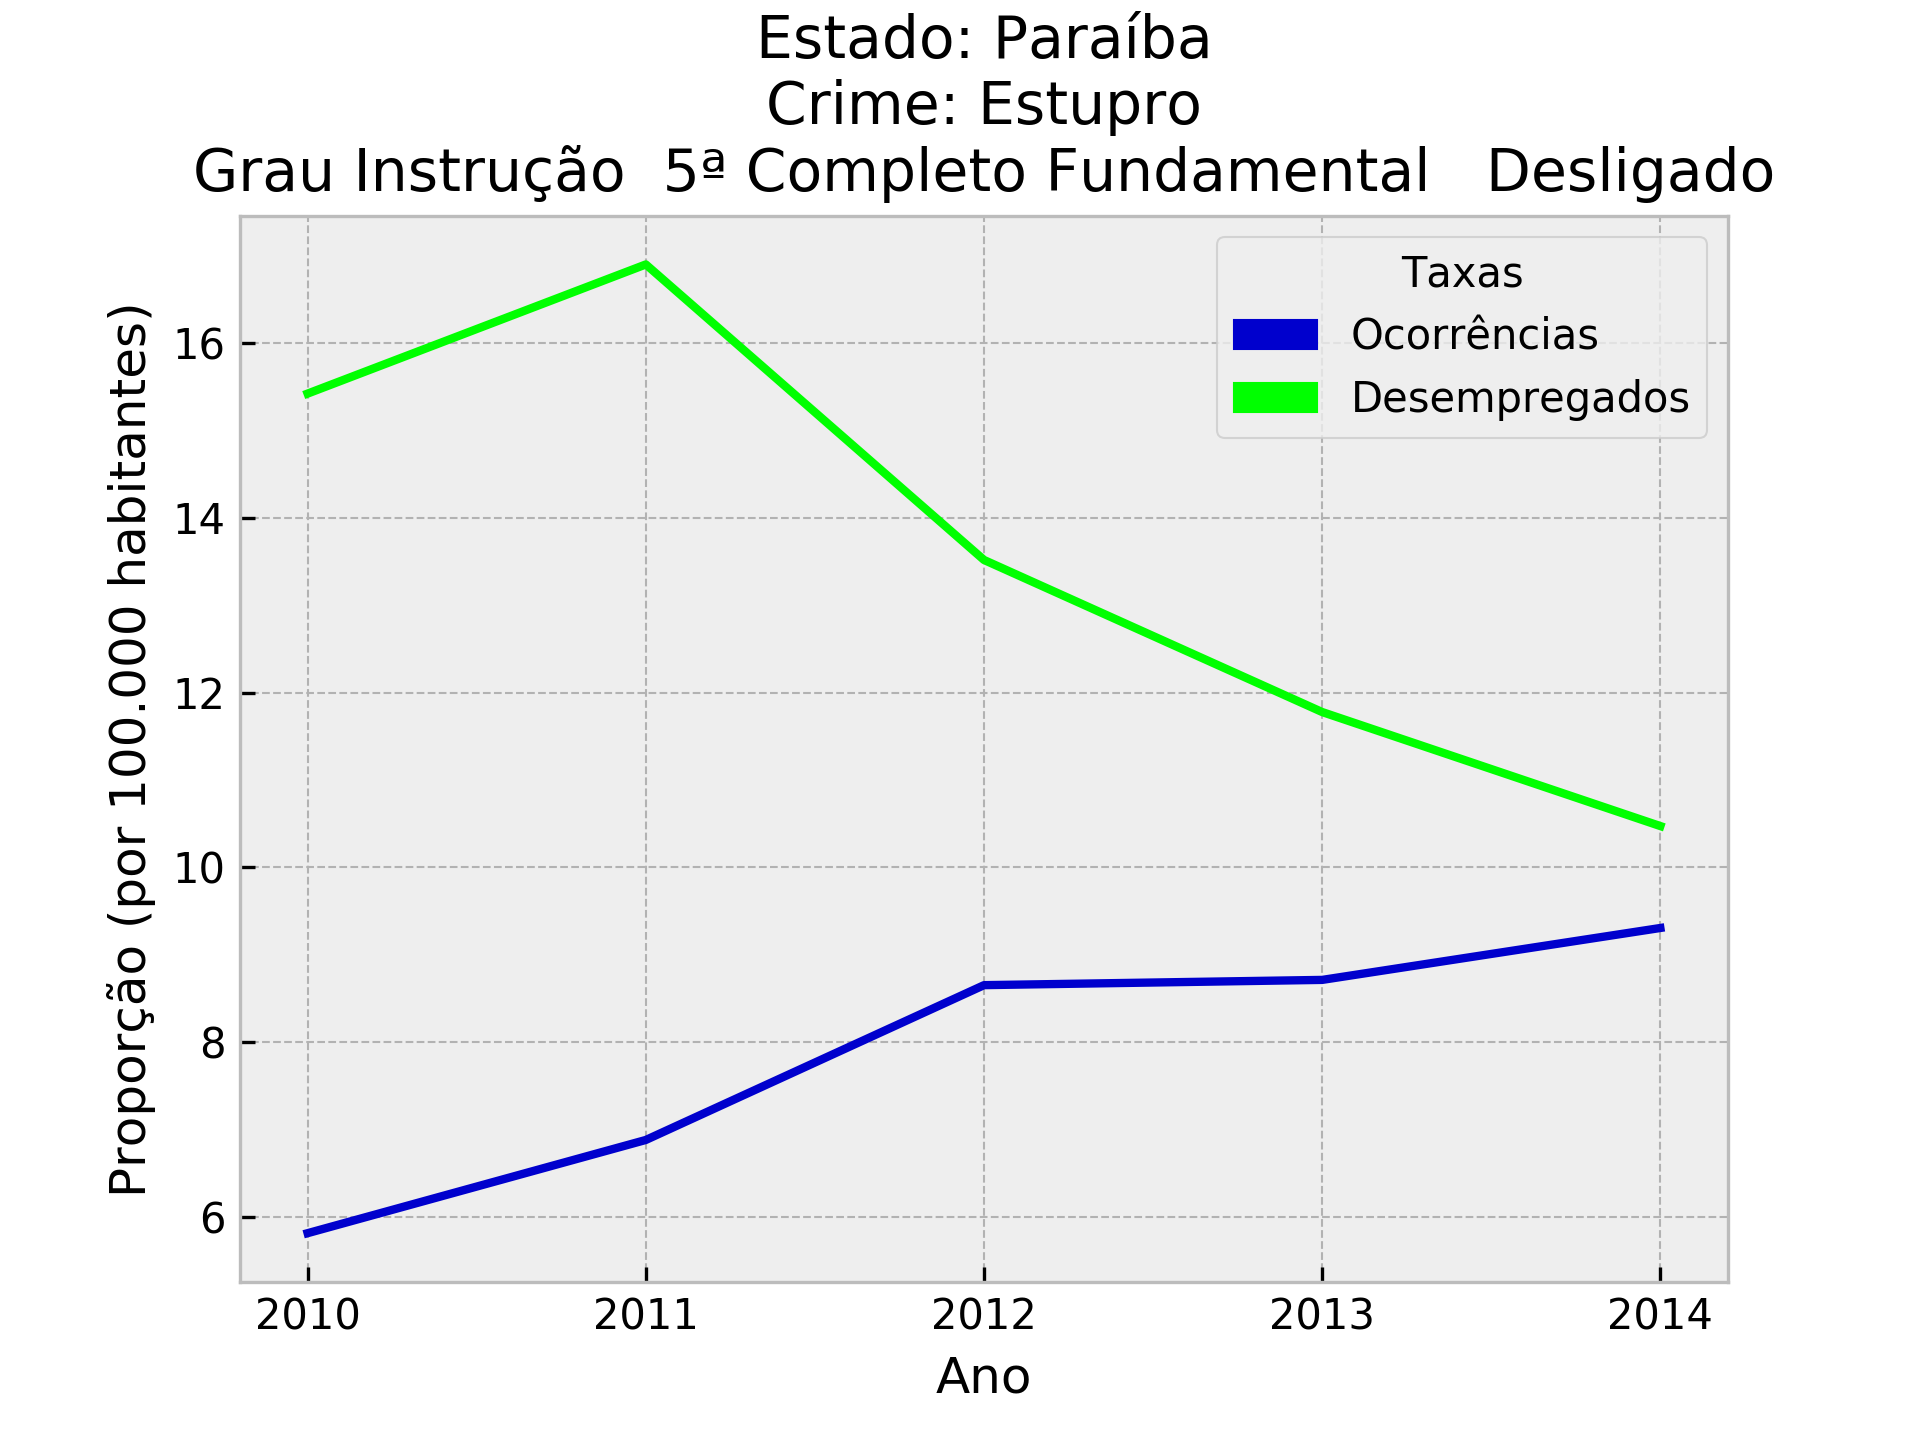 Estado: Paraíba
Crime: Estupro
Grau Instrução  5ª Completo Fundamental   Desligado
Taxas
Ocorrências
Desempregados
Proporção (por 100.000 habitantes)
16
14
12
10
8
6
2010
2011
2012
2013
2014
Ano